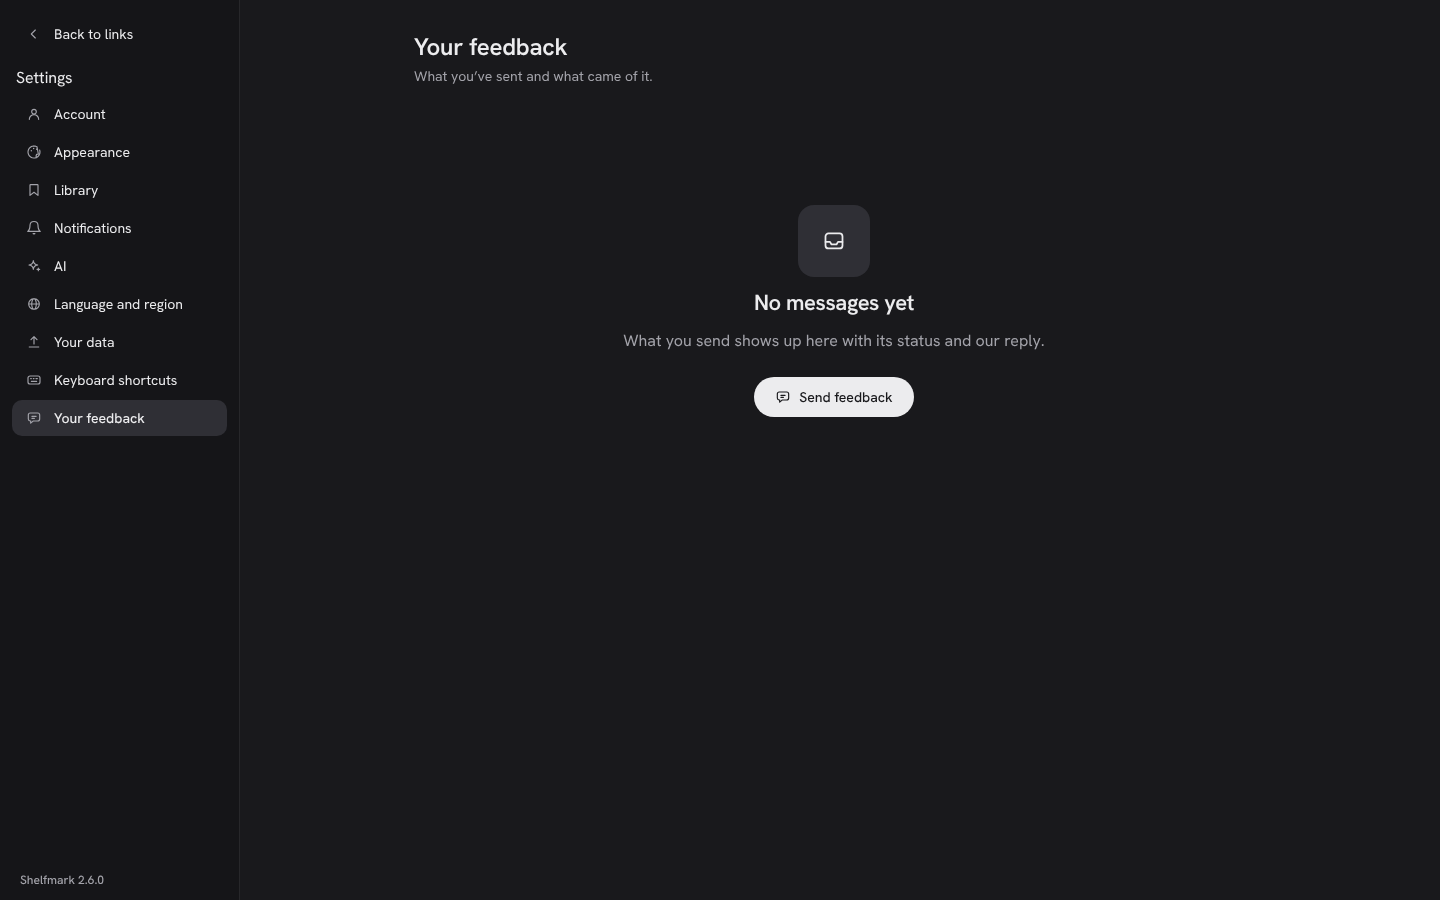 Back to links
Settings
Account
Appearance
Library
Notifications
AI
Language and region
Your data
Keyboard shortcuts
Your feedback
Shelfmark 2.6.0
Your feedback
What you’ve sent and what came of it.
No messages yet
What you send shows up here with its status and our reply.
Send feedback